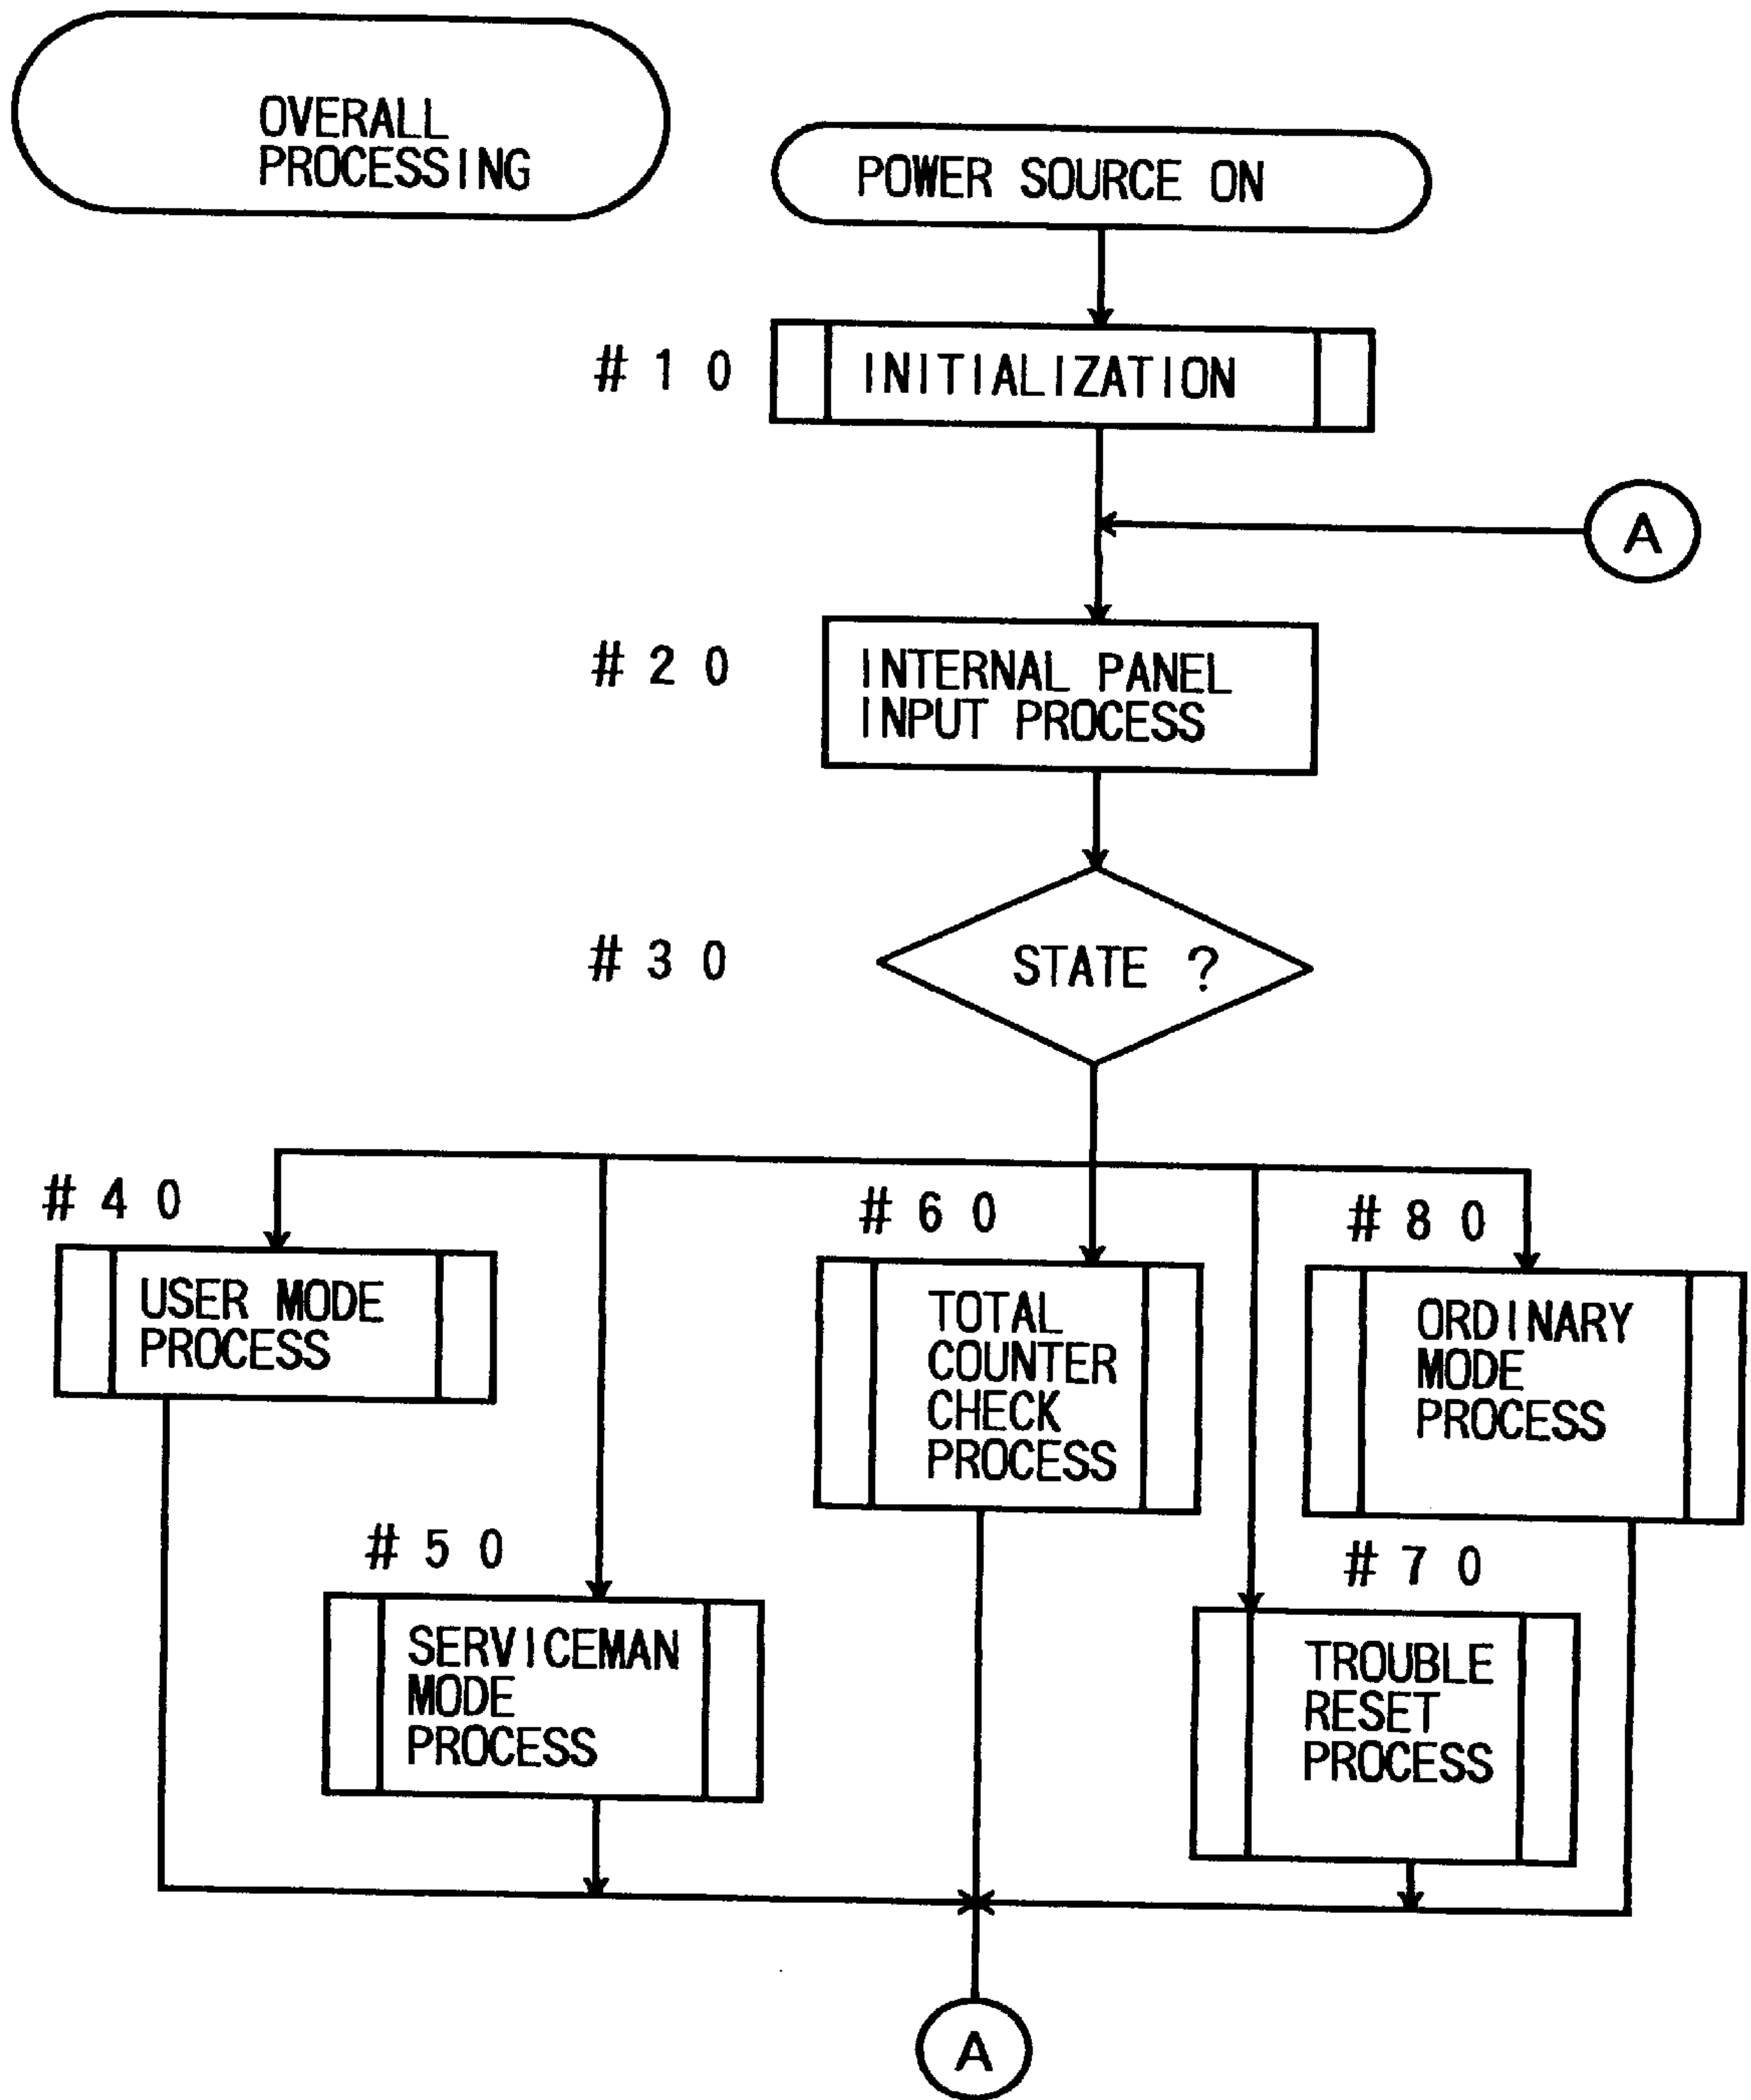 OVERALL
PROCESSING
POWER SOURCE ON
#10
INITIALIZATION
A
#20
INTERNAL PANEL
INPUT PROCESS
#30
STATE ?
#40
USER MODE
PROCESS
#60
TOTAL
COUNTER
CHECK
PROCESS
#80
ORDINARY
MODE
PROCESS
#50
SERVICEMAN
MODE
PROCESS
#70
TROUBLE
RESET
PROCESS
A